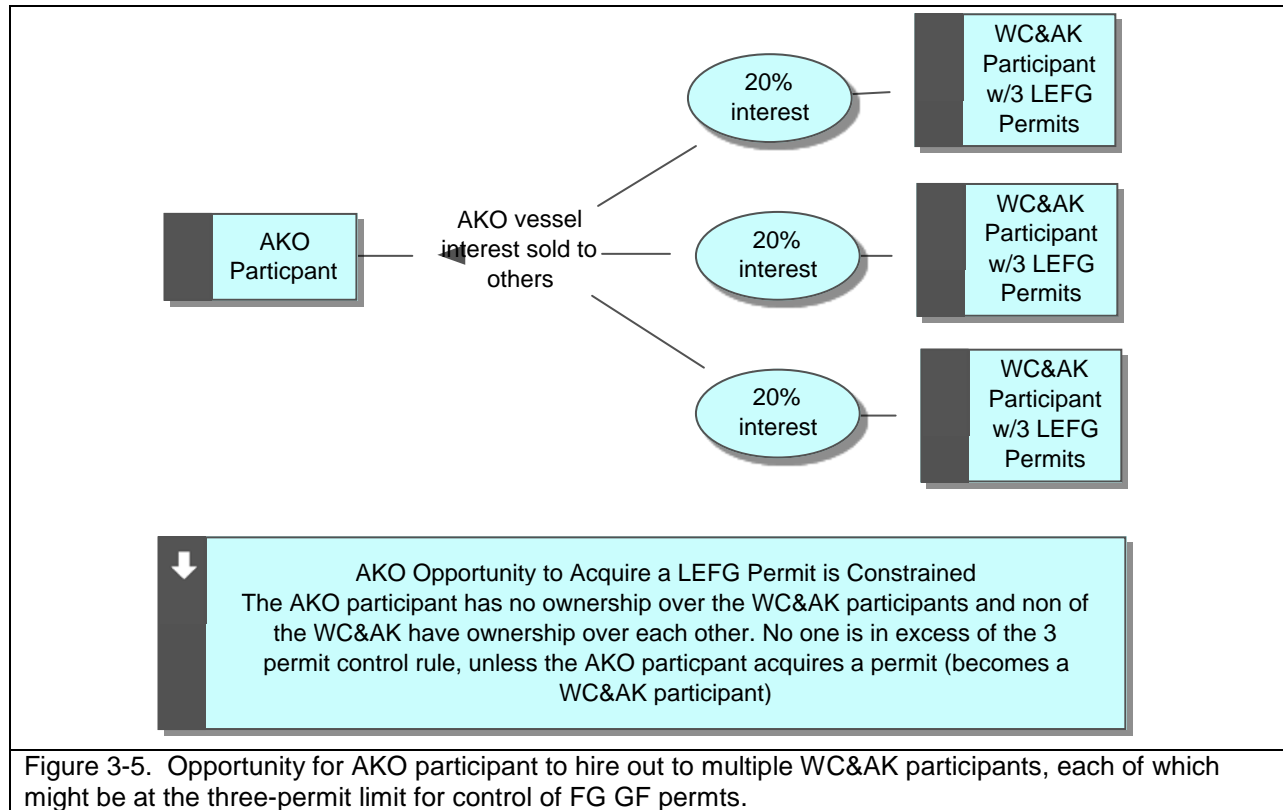 20%
interest
WC&AK
Participant
w/3 LEFG
Permits
AKO
Particpant
AKO vessel
interest sold to
others
20%
interest
WC&AK
Participant
w/3 LEFG
Permits
20%
interest
WC&AK
Participant
w/3 LEFG
Permits
AKO Opportunity to Acquire a LEFG Permit is Constrained
The AKO participant has no ownership over the WC&AK participants and non of
the WC&AK have ownership over each other. No one is in excess of the 3
permit control rule, unless the AKO particpant acquires a permit (becomes a
WC&AK participant)
Figure 3-5.  Opportunity for AKO participant to hire out to multiple WC&AK participants, each of which
might be at the three-permit limit for control of FG GF permts.